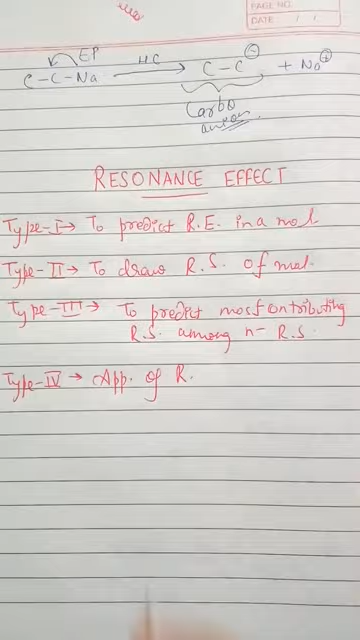 PAGE NO.
DATE / /
EP
C-C-Na H.C → C-C⊖ + Na⊕
Carbo
anion
RESONANCE EFFECT
Type-I → To predict R.E. in a mol
Type-II → To draw R.S. of mol.
Type-III → To predict most contributing
R.S. among n- R.S.
Type-IV → App. of R.